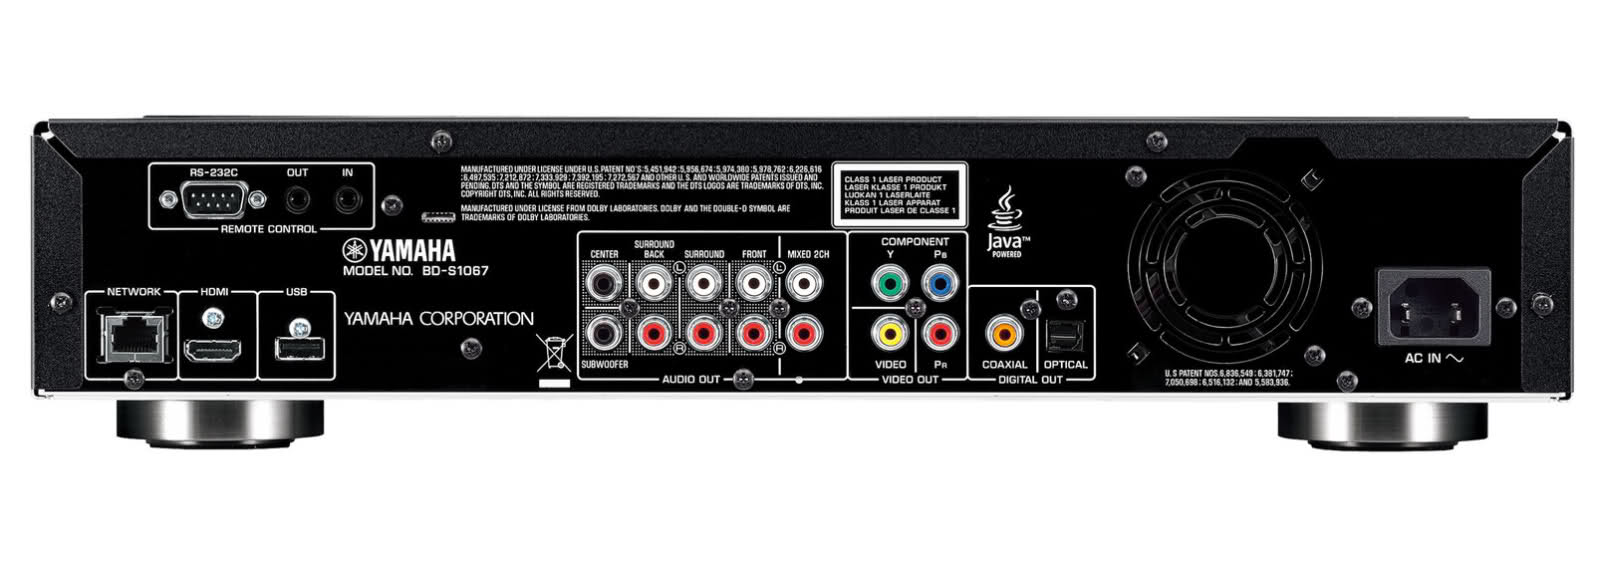 RS-232C OUT IN
REMOTE CONTROL
MANUFACTURED UNDER LICENSE UNDER U.S. PATENT NO'S: 5,451,942 ; 5,956,674 ; 5,974,380 ; 5,978,762 ; 6,226,616
; 6,487,535 ; 7,212,872 ; 7,333,929 ; 7,392,195 ; 7,272,567 AND OTHER U. S. AND WORLDWIDE PATENTS ISSUED AND
PENDING. DTS AND THE SYMBOL ARE REGISTERED TRADEMARKS AND THE DTS LOGOS ARE TRADEMARKS OF DTS, INC.
COPYRIGHT DTS, INC. ALL RIGHTS RESERVED.
MANUFACTURED UNDER LICENSE FROM DOLBY LABORATORIES. DOLBY AND THE DOUBLE-D SYMBOL ARE
TRADEMARKS OF DOLBY LABORATORIES.
CLASS 1 LASER PRODUCT
LASER KLASSE 1 PRODUKT
LUOKAN 1 LASERLAITE
KLASS 1 LASER APPARAT
PRODUIT LASER DE CLASSE 1
Java™
POWERED
YAMAHA
MODEL NO. BD-S1067
YAMAHA CORPORATION
NETWORK HDMI USB
CENTER SURROUND BACK SURROUND FRONT MIXED 2CH
L L
R R
SUBWOOFER
AUDIO OUT
COMPONENT
Y PB
VIDEO PR
VIDEO OUT
COAXIAL OPTICAL
DIGITAL OUT
U. S PATENT NOS. 6,836,549 ; 6,381,747 ;
7,050,698 ; 6,516,132 ; AND 5,583,936.
AC IN ～